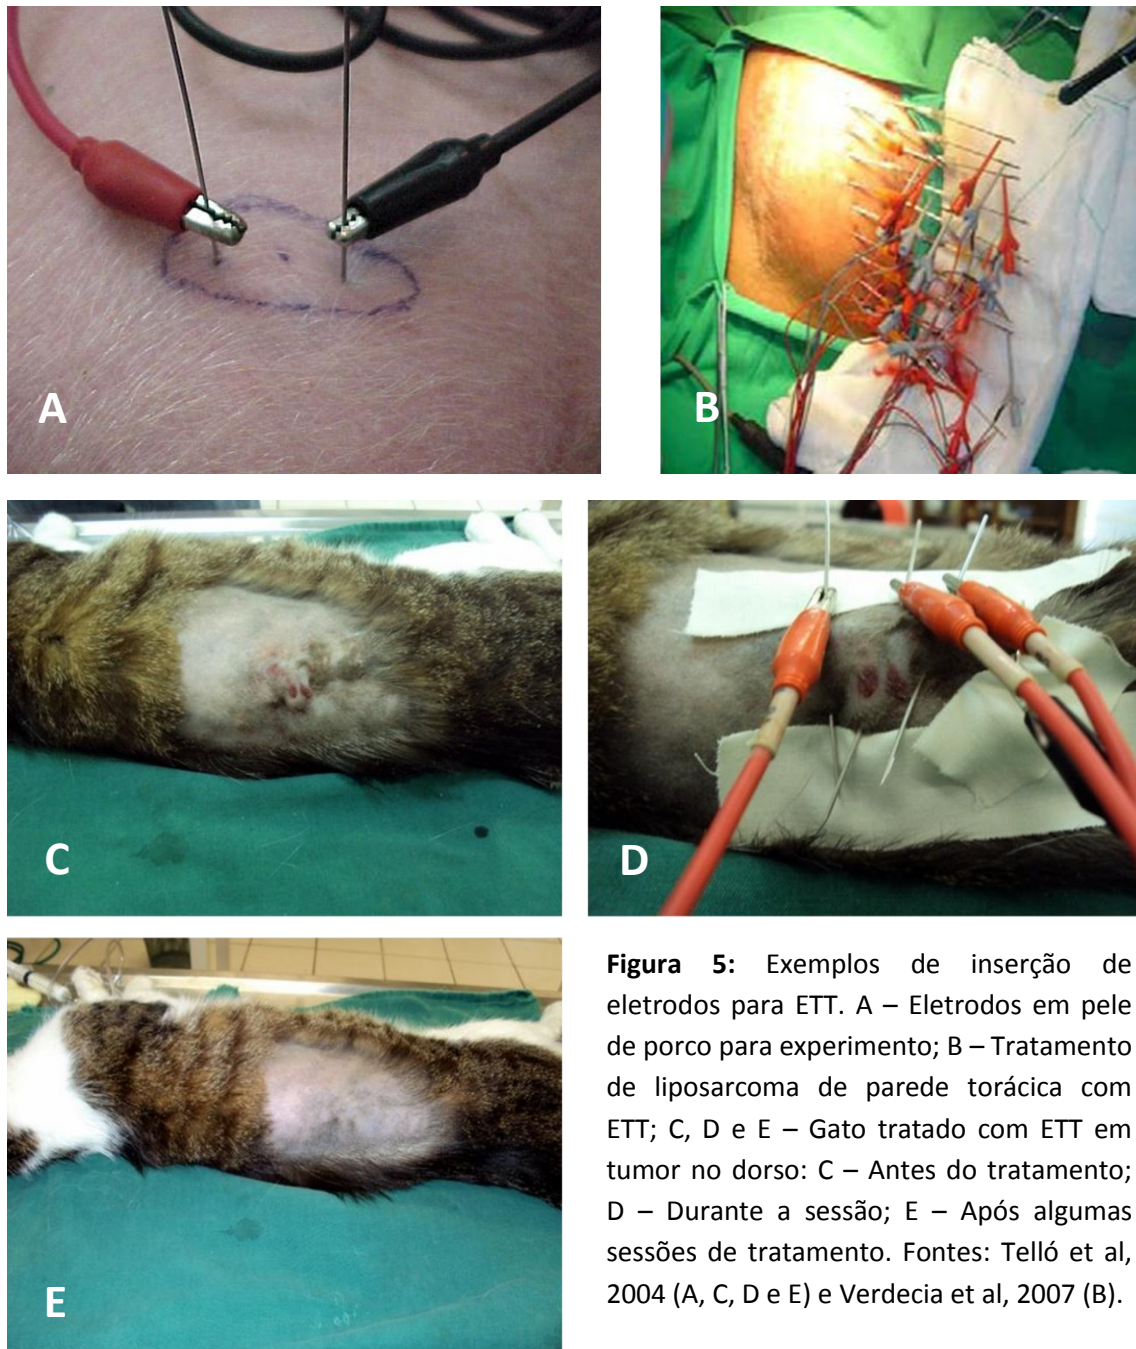 A
B
C
D
E
Figura 5: Exemplos de inserção de
eletrodos para ETT. A – Eletrodos em pele
de porco para experimento; B – Tratamento
de liposarcoma de parede torácica com
ETT; C, D e E – Gato tratado com ETT em
tumor no dorso: C – Antes do tratamento;
D – Durante a sessão; E – Após algumas
sessões de tratamento. Fontes: Telló et al,
2004 (A, C, D e E) e Verdecia et al, 2007 (B).